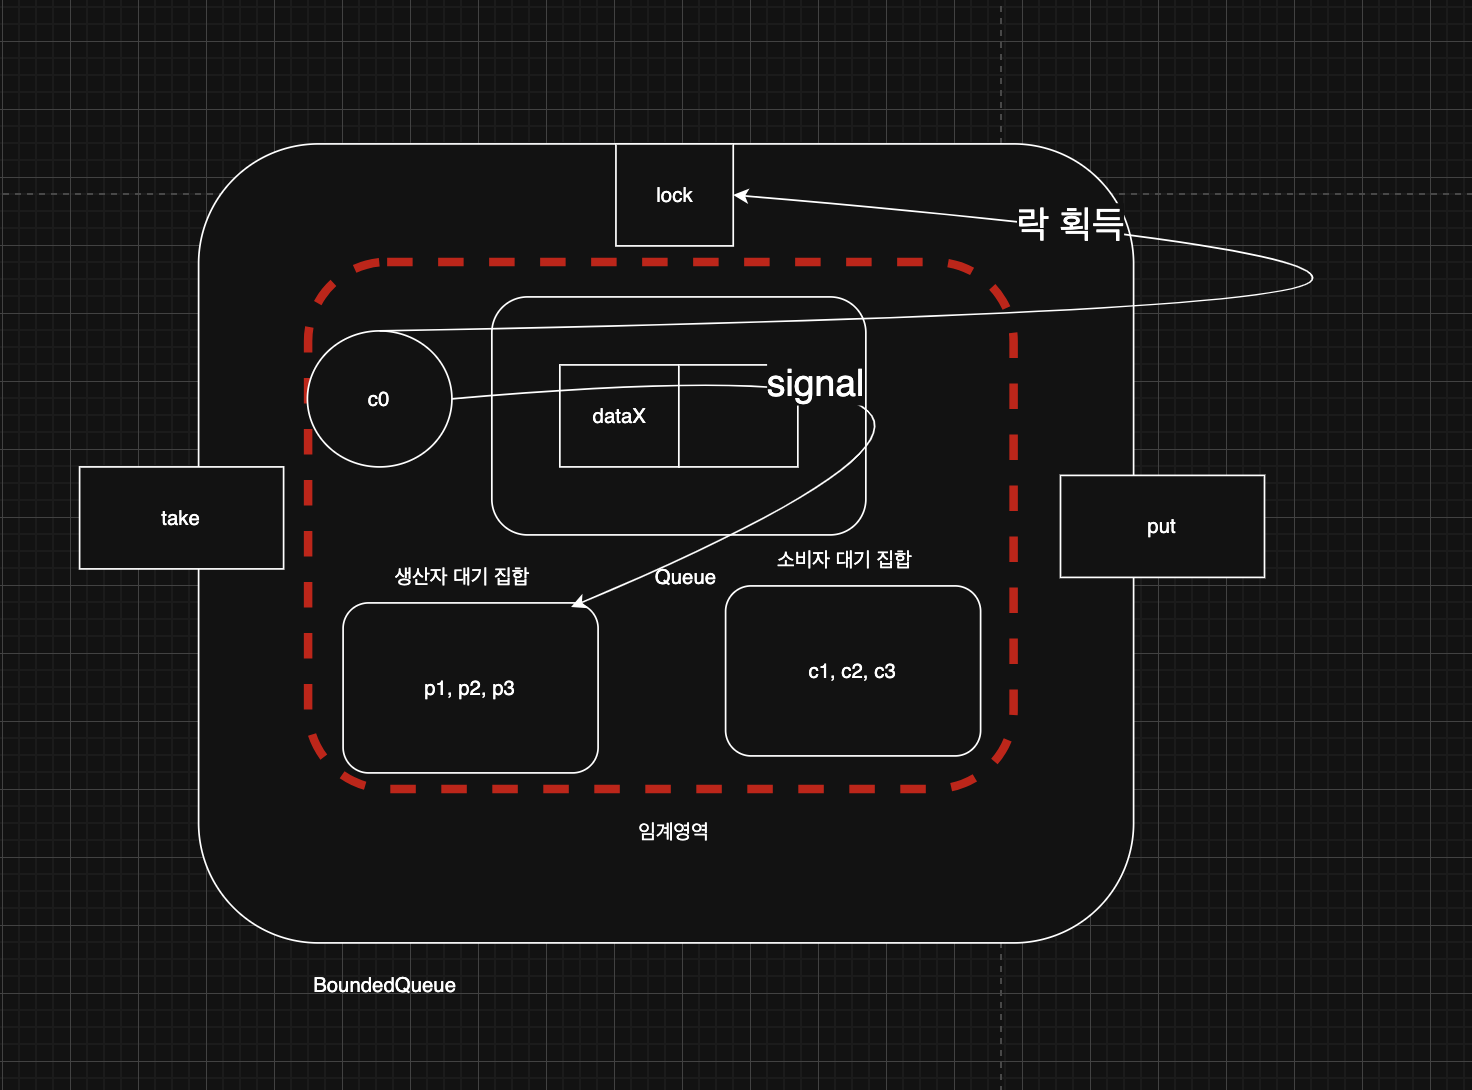 lock
락 획득
c0
signal
dataX
take
put
소비자 대기 집합
생산자 대기 집합
Queue
c1, c2, c3
p1, p2, p3
임계영역
BoundedQueue